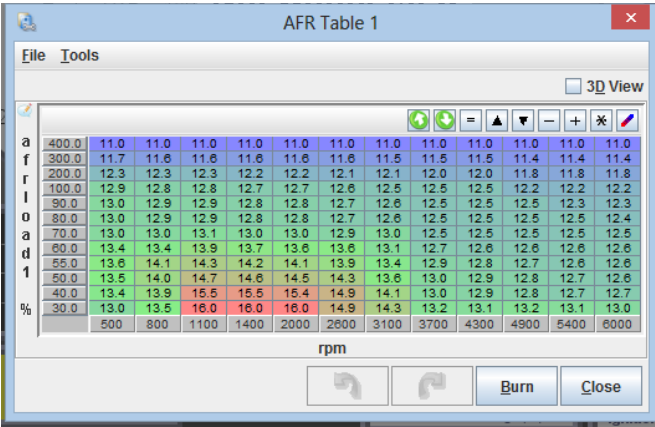 AFR Table 1
File Tools
3D View
400.0 11.0 11.0 11.0 11.0 11.0 11.0 11.0 11.0 11.0 11.0 11.0 11.0
300.0 11.7 11.6 11.6 11.6 11.6 11.6 11.5 11.5 11.5 11.4 11.4 11.4
200.0 12.3 12.3 12.3 12.2 12.2 12.1 12.1 12.0 12.0 11.8 11.8 11.8
100.0 12.9 12.8 12.8 12.7 12.7 12.6 12.5 12.5 12.5 12.2 12.2 12.2
90.0 13.0 12.9 12.9 12.8 12.8 12.7 12.6 12.5 12.5 12.5 12.3 12.3
80.0 13.0 12.9 12.9 12.8 12.8 12.7 12.6 12.5 12.5 12.5 12.5 12.4
70.0 13.0 13.0 13.1 13.0 13.0 12.9 13.0 12.5 12.5 12.5 12.5 12.5
60.0 13.4 13.4 13.9 13.7 13.6 13.6 13.1 12.7 12.6 12.6 12.6 12.6
55.0 13.6 14.1 14.3 14.2 14.1 13.9 13.4 12.9 12.8 12.7 12.6 12.6
50.0 13.5 14.0 14.7 14.6 14.5 14.3 13.6 13.0 12.9 12.8 12.7 12.6
40.0 13.4 13.9 15.5 15.5 15.4 14.9 14.1 13.0 12.9 12.8 12.7 12.7
30.0 13.0 13.5 16.0 16.0 16.0 14.9 14.3 13.2 13.1 13.2 13.1 13.0
500 800 1100 1400 2000 2600 3100 3700 4300 4900 5400 6000
afrload1 %
rpm
Burn Close